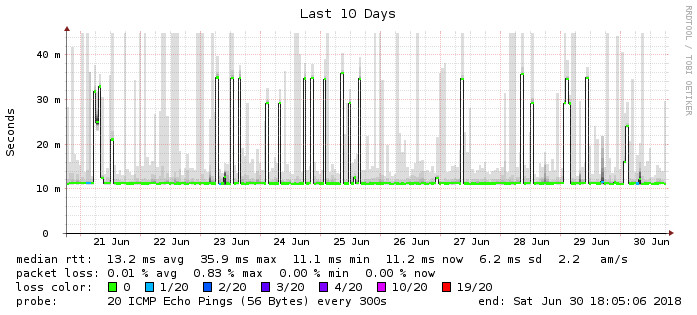 Last 10 Days
RRDTOOL / TOBI OETIKER
Seconds
40 m
30 m
20 m
10 m
0
21 Jun 22 Jun 23 Jun 24 Jun 25 Jun 26 Jun 27 Jun 28 Jun 29 Jun 30 Jun
median rtt: 13.2 ms avg 35.9 ms max 11.1 ms min 11.2 ms now 6.2 ms sd 2.2 am/s
packet loss: 0.01 % avg 0.83 % max 0.00 % min 0.00 % now
loss color: 0 1/20 2/20 3/20 4/20 10/20 19/20
probe: 20 ICMP Echo Pings (56 Bytes) every 300s end: Sat Jun 30 18:05:06 2018